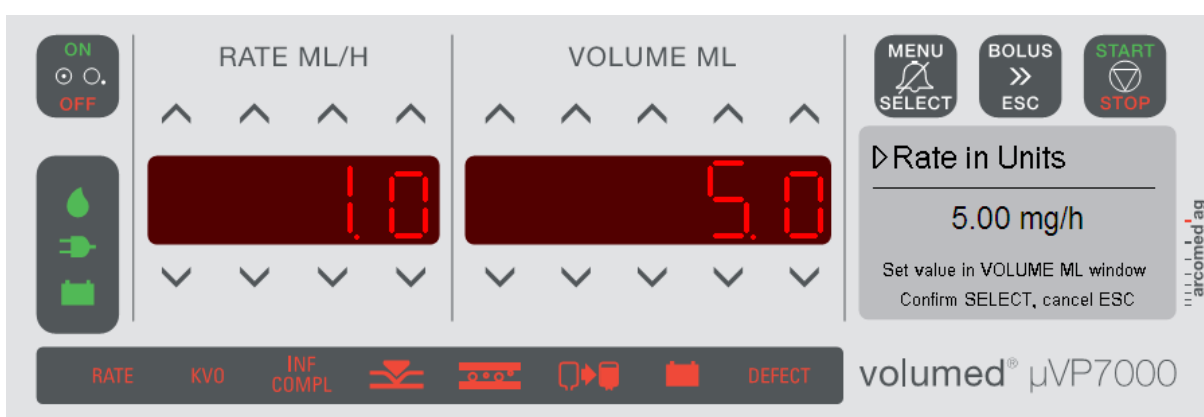 ON
OFF
RATE ML/H
VOLUME ML
MENU
SELECT
BOLUS
ESC
START
STOP
1.0
5.0
Rate in Units
5.00 mg/h
Set value in VOLUME ML window
Confirm SELECT, cancel ESC
arcomed ag
RATE
KVO
INF
COMPL
DEFECT
volumed® µVP7000